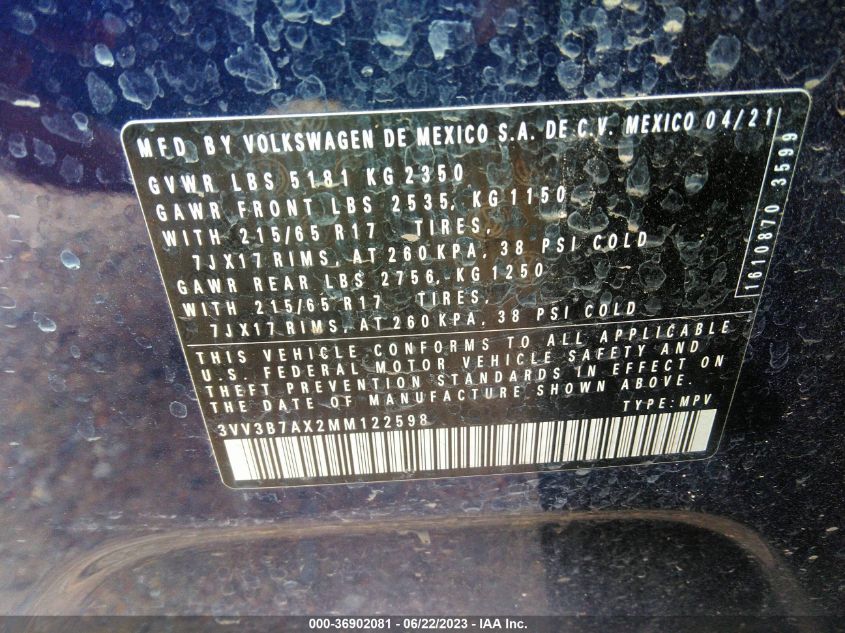 MFD. BY VOLKSWAGEN DE MEXICO S.A. DE C.V. MEXICO 04/21
GVWR LBS 5181 KG 2350
GAWR FRONT LBS 2535, KG 1150
WITH 215/65 R17 TIRES,
7JX17 RIMS, AT 260 KPA, 38 PSI COLD
GAWR REAR LBS 2756, KG 1250
WITH 215/65 R17 TIRES,
7JX17 RIMS, AT 260 KPA, 38 PSI COLD
1610870 3599
THIS VEHICLE CONFORMS TO ALL APPLICABLE
U.S. FEDERAL MOTOR VEHICLE SAFETY AND
THEFT PREVENTION STANDARDS IN EFFECT ON
THE DATE OF MANUFACTURE SHOWN ABOVE.
3VV3B7AX2MM122598 TYPE: MPV
000-36902081 - 06/22/2023 - IAA Inc.